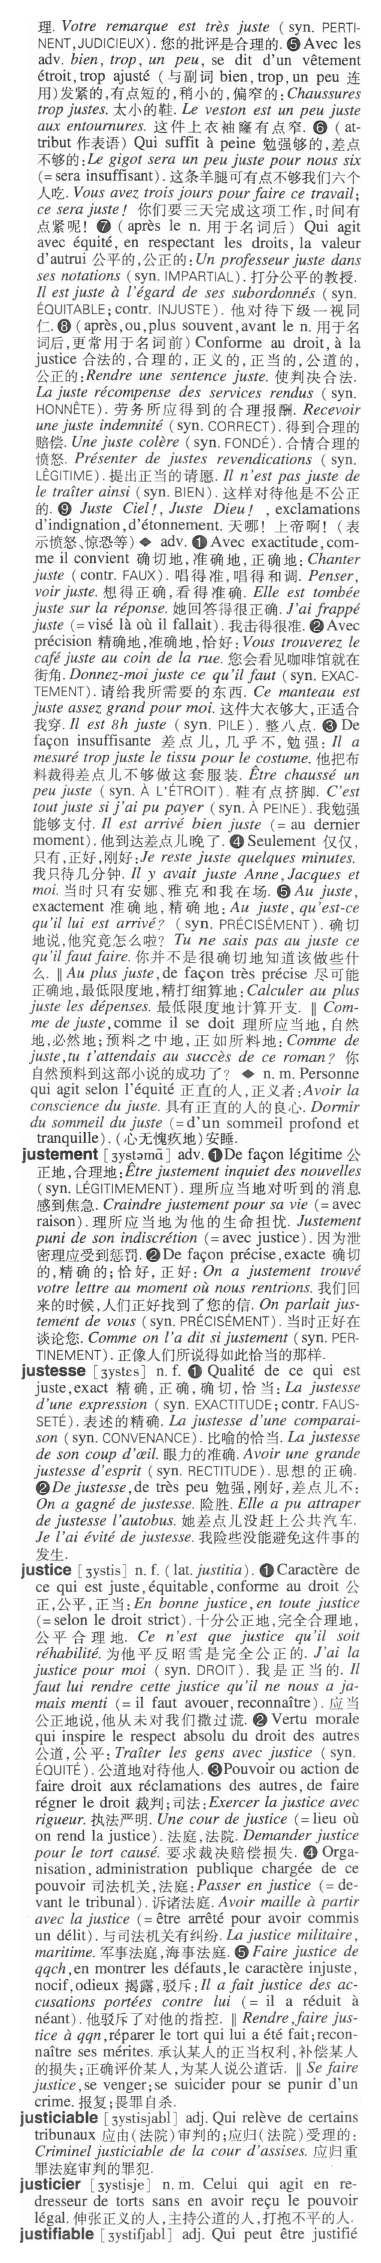 理. Votre remarque est très juste ( syn. PERTI-
NENT,JUDICIEUX). 您的批评是合理的. ❺ Avec les
adv. bien, trop, un peu, se dit d'un vêtement
étroit, trop ajusté (与副词 bien, trop, un peu 连
用)发紧的,有点短的,稍小的,偏窄的:Chaussures
trop justes. 太小的鞋. Le veston est un peu juste
aux entournures. 这件上衣袖窿有点窄. ❻ ( at-
tribut 作表语) Qui suffit à peine 勉强够的,差点
不够的:Le gigot sera un peu juste pour nous six
(= sera insuffisant). 这条羊腿可有点不够我们六个
人吃. Vous avez trois jours pour faire ce travail;
ce sera juste! 你们要三天完成这项工作,时间有
点紧呢! ❼ (après le n. 用于名词后) Qui agit
avec équité, en respectant les droits, la valeur
d'autrui 公平的,公正的:Un professeur juste dans
ses notations (syn. IMPARTIAL). 打分公平的教授.
Il est juste à l'égard de ses subordonnés ( syn.
ÉQUITABLE; contr. INJUSTE). 他对待下级一视同
仁. ❽ (après,ou,plus souvent,avant le n. 用于名
词后,更常用于名词前) Conforme au droit, à la
justice 合法的,合理的,正义的,正当的,公道的,
公正的:Rendre une sentence juste. 使判决合法.
La juste récompense des services rendus ( syn.
HONNÊTE). 劳务所应得到的合理报酬. Recevoir
une juste indemnité (syn. CORRECT). 得到合理的
赔偿. Une juste colère (syn. FONDÉ). 合情合理的
愤怒. Présenter de justes revendications ( syn.
LÉGITIME). 提出正当的请愿. Il n'est pas juste de
le traiter ainsi (syn. BIEN). 这样对待他是不公正
的. ❾ Juste Ciel!, Juste Dieu! , exclamations
d'indignation, d'étonnement. 天哪! 上帝啊! (表
示愤怒、惊恐等) ◆ adv. ❶ Avec exactitude, com-
me il convient 确切地,准确地,正确地:Chanter
juste (contr. FAUX). 唱得准,唱得和调. Penser,
voir juste. 想得正确,看得准确. Elle est tombée
juste sur la réponse. 她回答得很正确. J'ai frappé
juste (= visé là où il fallait). 我击得很准. ❷ Avec
précision 精确地,准确地,恰好:Vous trouverez le
café juste au coin de la rue. 您会看见咖啡馆就在
街角. Donnez-moi juste ce qu'il faut (syn. EXAC-
TEMENT). 请给我所需要的东西. Ce manteau est
juste assez grand pour moi. 这件大衣够大,正适合
我穿. Il est 8h juste (syn. PILE). 整八点. ❸ De
façon insuffisante 差点儿,几乎不,勉强: Il a
mesuré trop juste le tissu pour le costume. 他把布
料裁得差点儿不够做这套服装. Être chaussé un
peu juste (syn. À L'ÉTROIT). 鞋有点挤脚. C'est
tout juste si j'ai pu payer (syn. À PEINE). 我勉强
能够支付. Il est arrivé bien juste (= au dernier
moment). 他到达差点儿晚了. ❹ Seulement 仅仅,
只有,正好,刚好:Je reste juste quelques minutes.
我只待几分钟. Il y avait juste Anne, Jacques et
moi. 当时只有安娜、雅克和我在场. ❺ Au juste,
exactement 准确地,精确地:Au juste, qu'est-ce
qu'il lui est arrivé? (syn. PRÉCISÉMENT). 确切
地说,他究竟怎么啦? Tu ne sais pas au juste ce
qu'il faut faire. 你并不是很确切地知道该做些什
么. ‖ Au plus juste, de façon très précise 尽可能
正确地,最低限度地,精打细算地:Calculer au plus
juste les dépenses. 最低限度地计算开支. ‖ Com-
me de juste, comme il se doit 理所应当地,自然
地,必然地;预料之中地,正如所料地:Comme de
juste, tu t'attendais au succès de ce roman? 你
自然预料到这部小说的成功了? ◆ n. m. Personne
qui agit selon l'équité 正直的人,正义者:Avoir la
conscience du juste. 具有正直的人的良心. Dormir
du sommeil du juste (= d'un sommeil profond et
tranquille). (心无愧疚地)安睡.
justement [ʒystəmɑ̃] adv. ❶ De façon légitime 公
正地,合理地:Être justement inquiet des nouvelles
(syn. LÉGITIMEMENT). 理所应当地对听到的消息
感到焦急. Craindre justement pour sa vie (= avec
raison). 理所应当地为他的生命担忧. Justement
puni de son indiscrétion (= avec justice). 因为泄
密理应受到惩罚. ❷ De façon précise, exacte 确切
的,精确的;恰好,正好: On a justement trouvé
votre lettre au moment où nous rentrions. 我们回
来的时候,人们正好找到了您的信. On parlait jus-
tement de vous (syn. PRÉCISÉMENT). 当时正好在
谈论您. Comme on l'a dit si justement (syn. PER-
TINEMENT). 正像人们所说得如此恰当的那样.
justesse [ʒystɛs] n. f. ❶ Qualité de ce qui est
juste, exact 精确,正确,确切,恰当: La justesse
d'une expression (syn. EXACTITUDE; contr. FAUS-
SETÉ). 表述的精确. La justesse d'une comparai-
son (syn. CONVENANCE). 比喻的恰当. La justesse
de son coup d'œil. 眼力的准确. Avoir une grande
justesse d'esprit (syn. RECTITUDE). 思想的正确.
❷ De justesse, de très peu 勉强,刚好,差点儿不:
On a gagné de justesse. 险胜. Elle a pu attraper
de justesse l'autobus. 她差点儿没赶上公共汽车.
Je l'ai évité de justesse. 我险些没能避免这件事的
发生.
justice [ʒystis] n. f. (lat. justitia). ❶ Caractère de
ce qui est juste, équitable, conforme au droit 公
正,公平,正当:En bonne justice, en toute justice
(= selon le droit strict). 十分公正地,完全合理地,
公平合理地. Ce n'est que justice qu'il soit
réhabilité. 为他平反昭雪是完全公正的. J'ai la
justice pour moi (syn. DROIT). 我是正当的. Il
faut lui rendre cette justice qu'il ne nous a ja-
mais menti (= il faut avouer, reconnaître). 应当
公正地说,他从未对我们撒过谎. ❷ Vertu morale
qui inspire le respect absolu du droit des autres
公道,公平: Traiter les gens avec justice ( syn.
ÉQUITÉ). 公道地对待他人. ❸ Pouvoir ou action de
faire droit aux réclamations des autres, de faire
régner le droit 裁判;司法:Exercer la justice avec
rigueur. 执法严明. Une cour de justice (= lieu où
on rend la justice). 法庭,法院. Demander justice
pour le tort causé. 要求裁决赔偿损失. ❹ Orga-
nisation, administration publique chargée de ce
pouvoir 司法机关,法庭:Passer en justice (= de-
vant le tribunal). 诉诸法庭. Avoir maille à partir
avec la justice (= être arrêté pour avoir commis
un délit). 与司法机关有纠纷. La justice militaire,
maritime. 军事法庭,海事法庭. ❺ Faire justice de
qqch, en montrer les défauts, le caractère injuste,
nocif, odieux 揭露,驳斥:Il a fait justice des ac-
cusations portées contre lui (= il a réduit à
néant). 他驳斥了对他的指控. ‖ Rendre, faire jus-
tice à qqn, réparer le tort qui lui a été fait; recon-
naître ses mérites. 承认某人的正当权利,补偿某人
的损失;正确评价某人,为某人说公道话. ‖ Se faire
justice, se venger; se suicider pour se punir d'un
crime. 报复;畏罪自杀.
justiciable [ʒystisjabl] adj. Qui relève de certains
tribunaux 应由(法院)审判的;应归(法院)受理的:
Criminel justiciable de la cour d'assises. 应归重
罪法庭审判的罪犯.
justicier [ʒystisje] n. m. Celui qui agit en re-
dresseur de torts sans en avoir reçu le pouvoir
légal. 伸张正义的人,主持公道的人,打抱不平的人.
justifiable [ʒystifjabl] adj. Qui peut être justifié